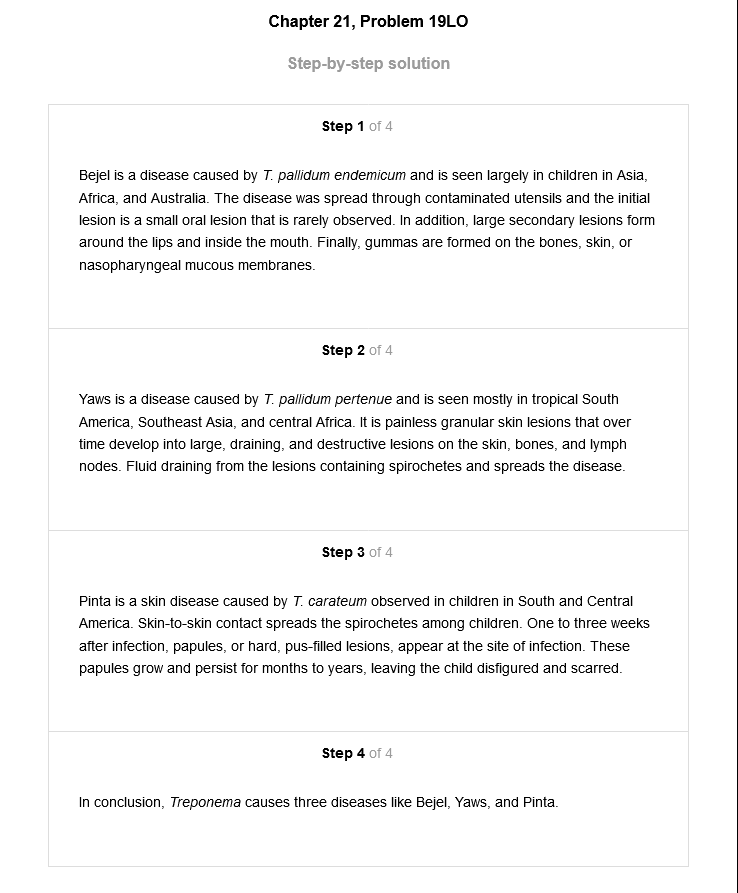 Chapter 21, Problem 19LO
Step-by-step solution
Step 1 of 4
Bejel is a disease caused by T. pallidum endemicum and is seen largely in children in Asia,
Africa, and Australia. The disease was spread through contaminated utensils and the initial
lesion is a small oral lesion that is rarely observed. In addition, large secondary lesions form
around the lips and inside the mouth. Finally, gummas are formed on the bones, skin, or
nasopharyngeal mucous membranes.
Step 2 of 4
Yaws is a disease caused by T. pallidum pertenue and is seen mostly in tropical South
America, Southeast Asia, and central Africa. It is painless granular skin lesions that over
time develop into large, draining, and destructive lesions on the skin, bones, and lymph
nodes. Fluid draining from the lesions containing spirochetes and spreads the disease.
Step 3 of 4
Pinta is a skin disease caused by T. carateum observed in children in South and Central
America. Skin-to-skin contact spreads the spirochetes among children. One to three weeks
after infection, papules, or hard, pus-filled lesions, appear at the site of infection. These
papules grow and persist for months to years, leaving the child disfigured and scarred.
Step 4 of 4
In conclusion, Treponema causes three diseases like Bejel, Yaws, and Pinta.